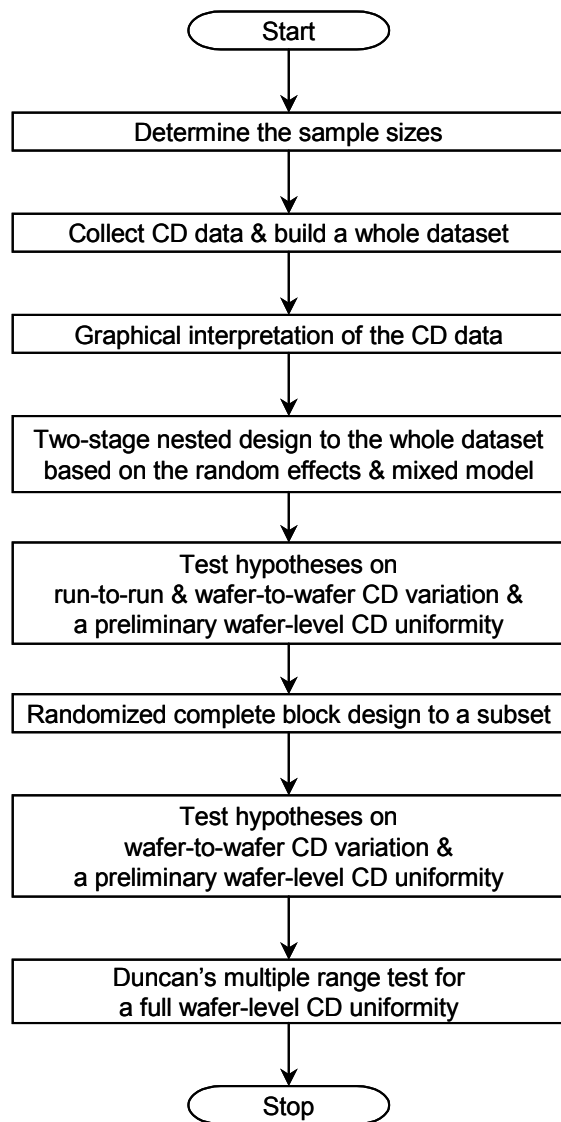 Start
Determine the sample sizes
Collect CD data & build a whole dataset
Graphical interpretation of the CD data
Two-stage nested design to the whole dataset
based on the random effects & mixed model
Test hypotheses on
run-to-run & wafer-to-wafer CD variation &
a preliminary wafer-level CD uniformity
Randomized complete block design to a subset
Test hypotheses on
wafer-to-wafer CD variation &
a preliminary wafer-level CD uniformity
Duncan's multiple range test for
a full wafer-level CD uniformity
Stop